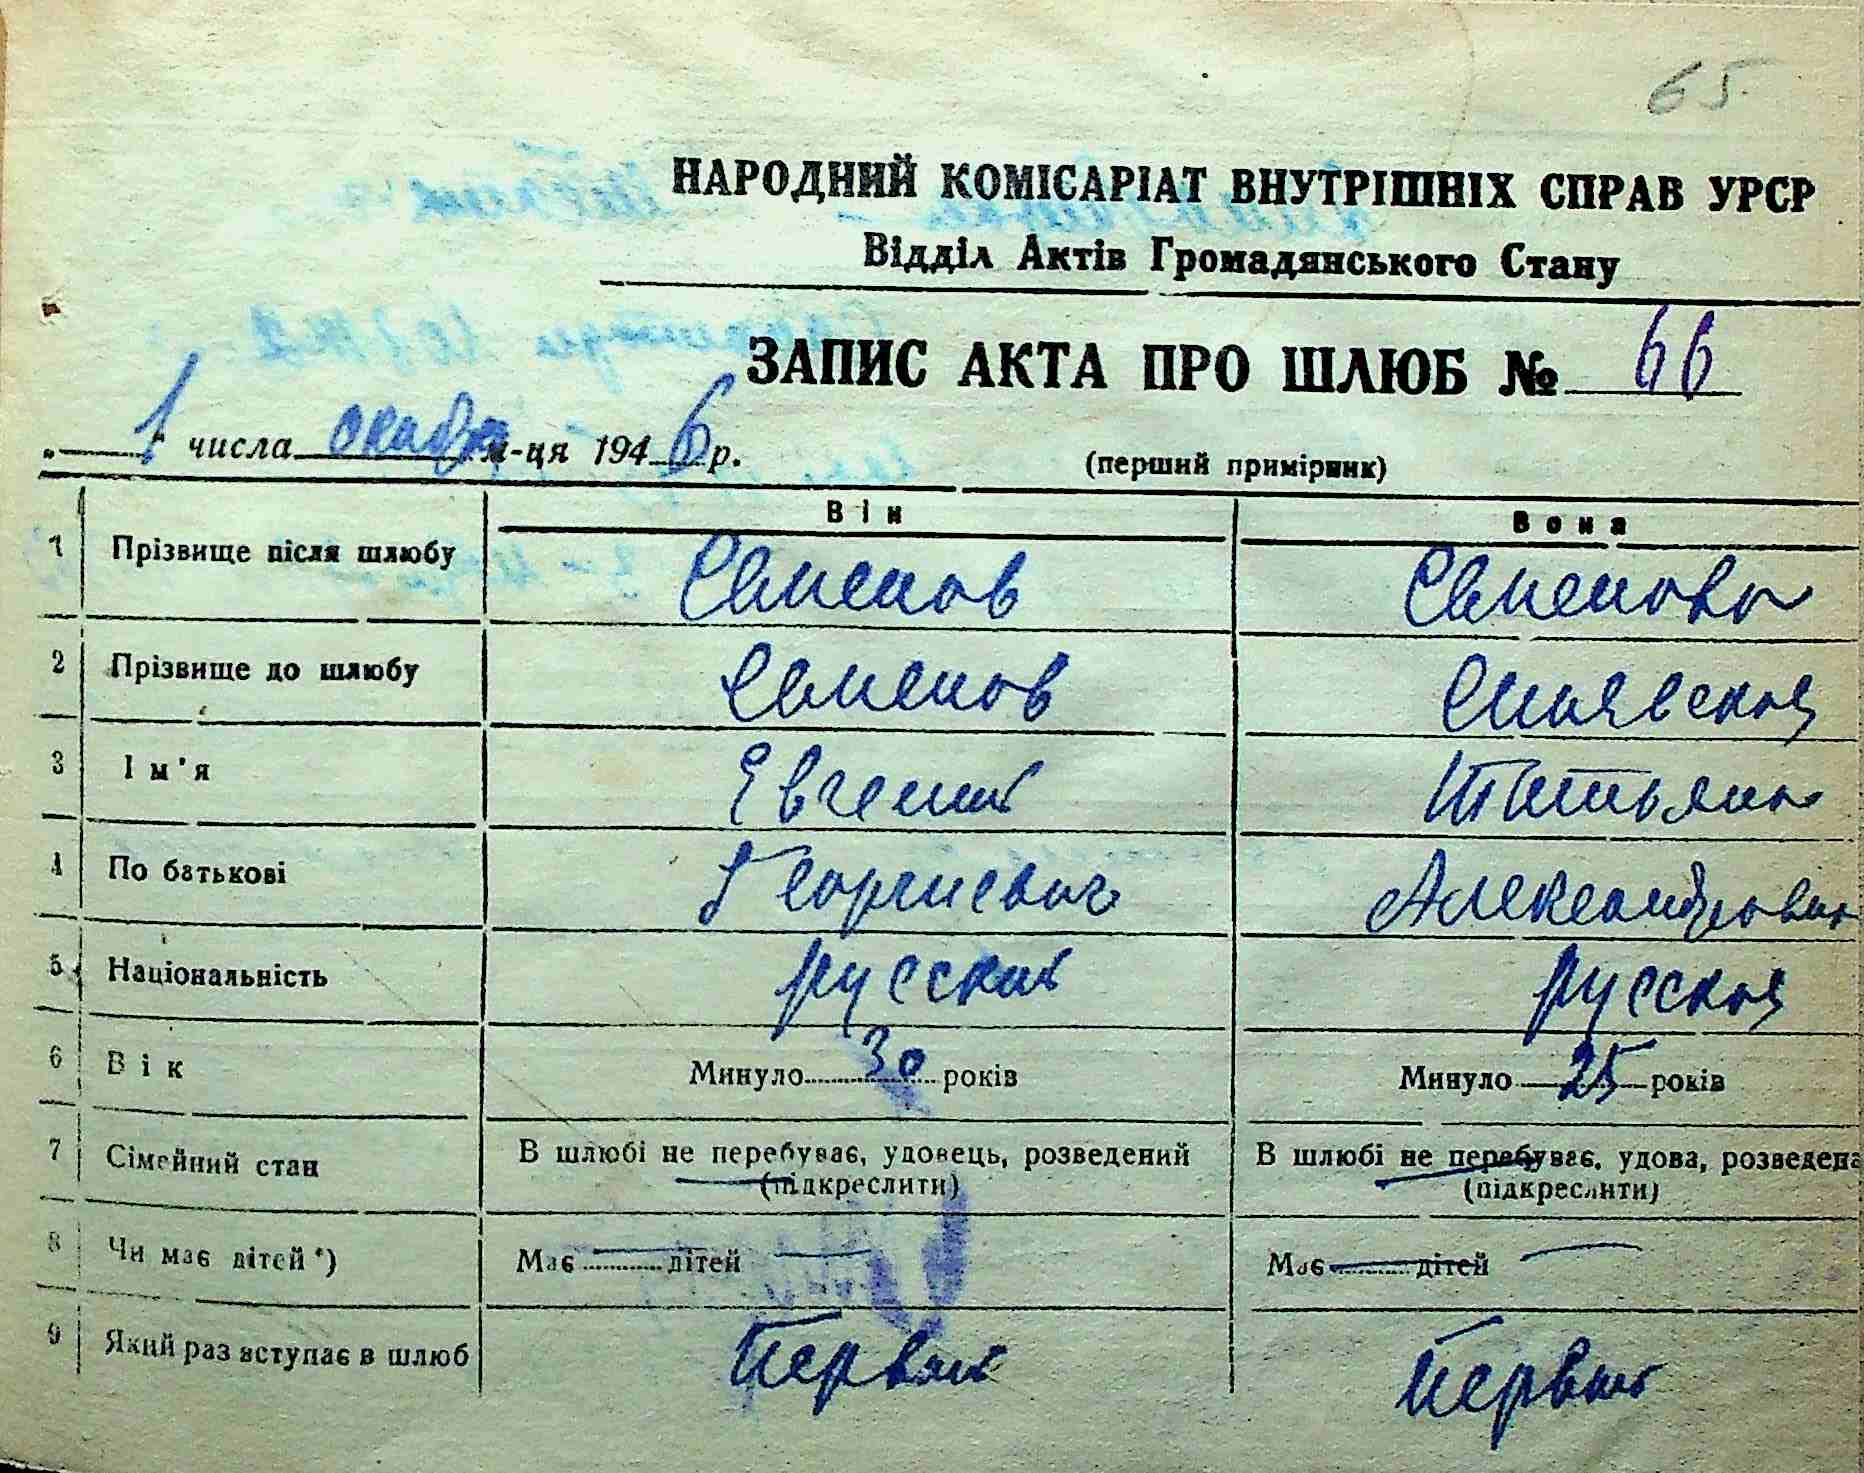 65.
НАРОДНИЙ КОМІСАРІАТ ВНУТРІШНІХ СПРАВ УРСР
Відділ Актів Громадянського Стану
ЗАПИС АКТА ПРО ШЛЮБ № 66
„ 1 " числа м-ця 1946 р. (перший примірник)
Він Вона
1 Прізвище після шлюбу Семенов Семенова
2 Прізвище до шлюбу Семенов Синявская
3 Ім'я Евгений Татьяна
4 По батькові Георгиевич Александровна
5 Національність русский русская
6 Вік Минуло 30 років Минуло 25 років
7 Сімейний стан В шлюбі не перебуває, удовець, розведений В шлюбі не перебуває, удова, розведена
(підкреслити) (підкреслити)
8 Чи має дітей *) Має — дітей — Має — дітей —
9 Який раз вступає в шлюб Первый Первый